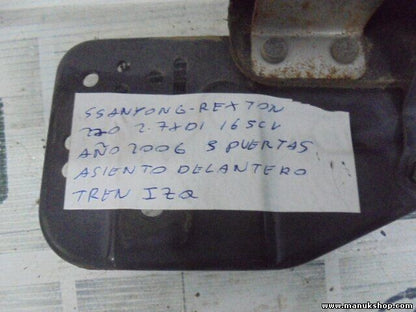 SSANYONG-REXTON
270 2.7XDI 165CV
AÑO 2006 5 PUERTAS
ASIENTO DELANTERO
TREN IZQ
www.manukshop.com